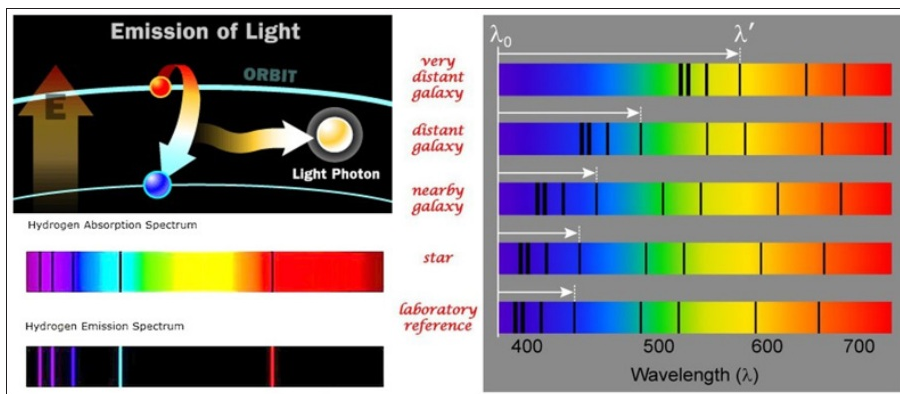 Emission of Light
ORBIT
E
Light Photon
Hydrogen Absorption Spectrum
Hydrogen Emission Spectrum
very
distant
galaxy
distant
galaxy
nearby
galaxy
star
laboratory
reference
λ0
λ′
400 500 600 700
Wavelength (λ)